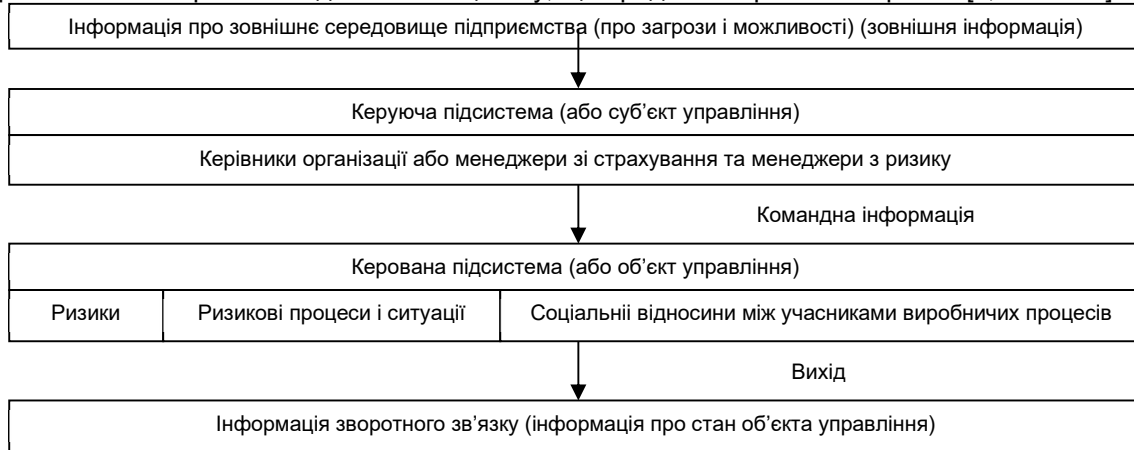 Інформація про зовнішнє середовище підприємства (про загрози і можливості) (зовнішня інформація)
Керуюча підсистема (або суб’єкт управління)
Керівники організації або менеджери зі страхування та менеджери з ризику
Командна інформація
Керована підсистема (або об’єкт управління)
Ризики
Ризикові процеси і ситуації
Соціальніі відносини між учасниками виробничих процесів
Вихід
Інформація зворотного зв’язку (інформація про стан об’єкта управління)